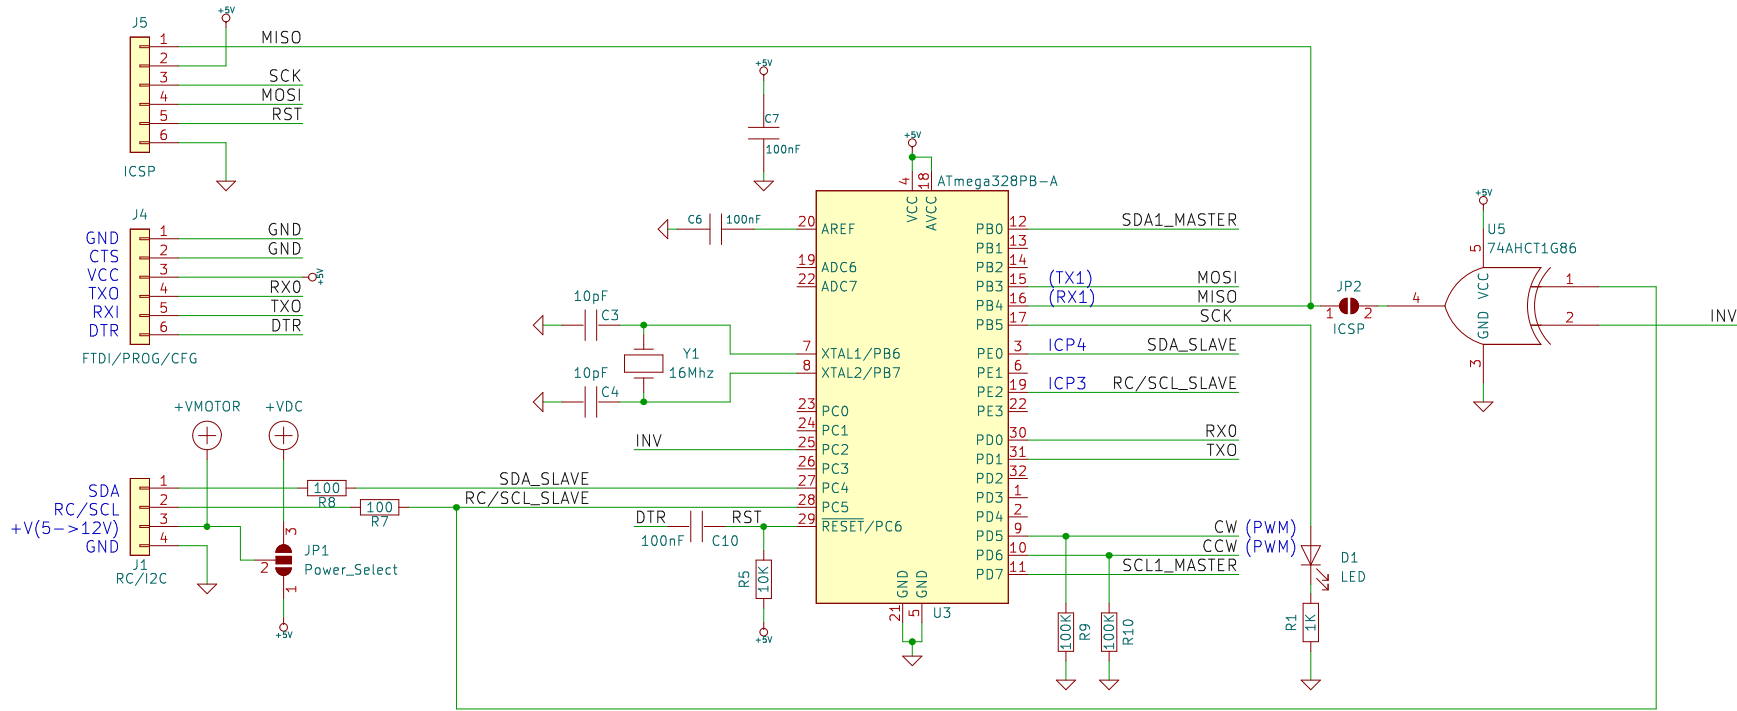 J5
1
2
3
4
5
6
+5V
MISO
SCK
MOSI
RST
ICSP
J4
GND
CTS
VCC
TXO
RXI
DTR
1
2
3
4
5
6
GND
GND
+5V
RX0
TXO
DTR
FTDI/PROG/CFG
+VMOTOR
+VDC
SDA
RC/SCL
+V(5->12V)
GND
1
2
3
4
J1
RC/I2C
100
R8
100
R7
3
2
1
JP1
Power_Select
+5V
SDA_SLAVE
RC/SCL_SLAVE
+5V
C7
100nF
C6
100nF
10pF
C3
Y1
16Mhz
10pF
C4
INV
DTR
RST
100nF
C10
R5
10K
+5V
+5V
4
18
ATmega328PB-A
VCC
AVCC
20 AREF
19 ADC6
22 ADC7
7 XTAL1/PB6
8 XTAL2/PB7
23 PC0
24 PC1
25 PC2
26 PC3
27 PC4
28 PC5
29 RESET/PC6
PB0 12
PB1 13
PB2 14
PB3 15
PB4 16
PB5 17
PE0 3
PE1 6
PE2 19
PE3 22
PD0 30
PD1 31
PD2 32
PD3 1
PD4 2
PD5 9
PD6 10
PD7 11
GND
GND
21
5
U3
SDA1_MASTER
(TX1) MOSI
(RX1) MISO
SCK
ICP4 SDA_SLAVE
ICP3 RC/SCL_SLAVE
RX0
TXO
CW (PWM)
CCW (PWM)
SCL1_MASTER
100K
R9
100K
R10
D1
LED
R1
1K
JP2
1
2
ICSP
+5V
U5
74AHCT1G86
5
VCC
GND
4
3
1
2
INV